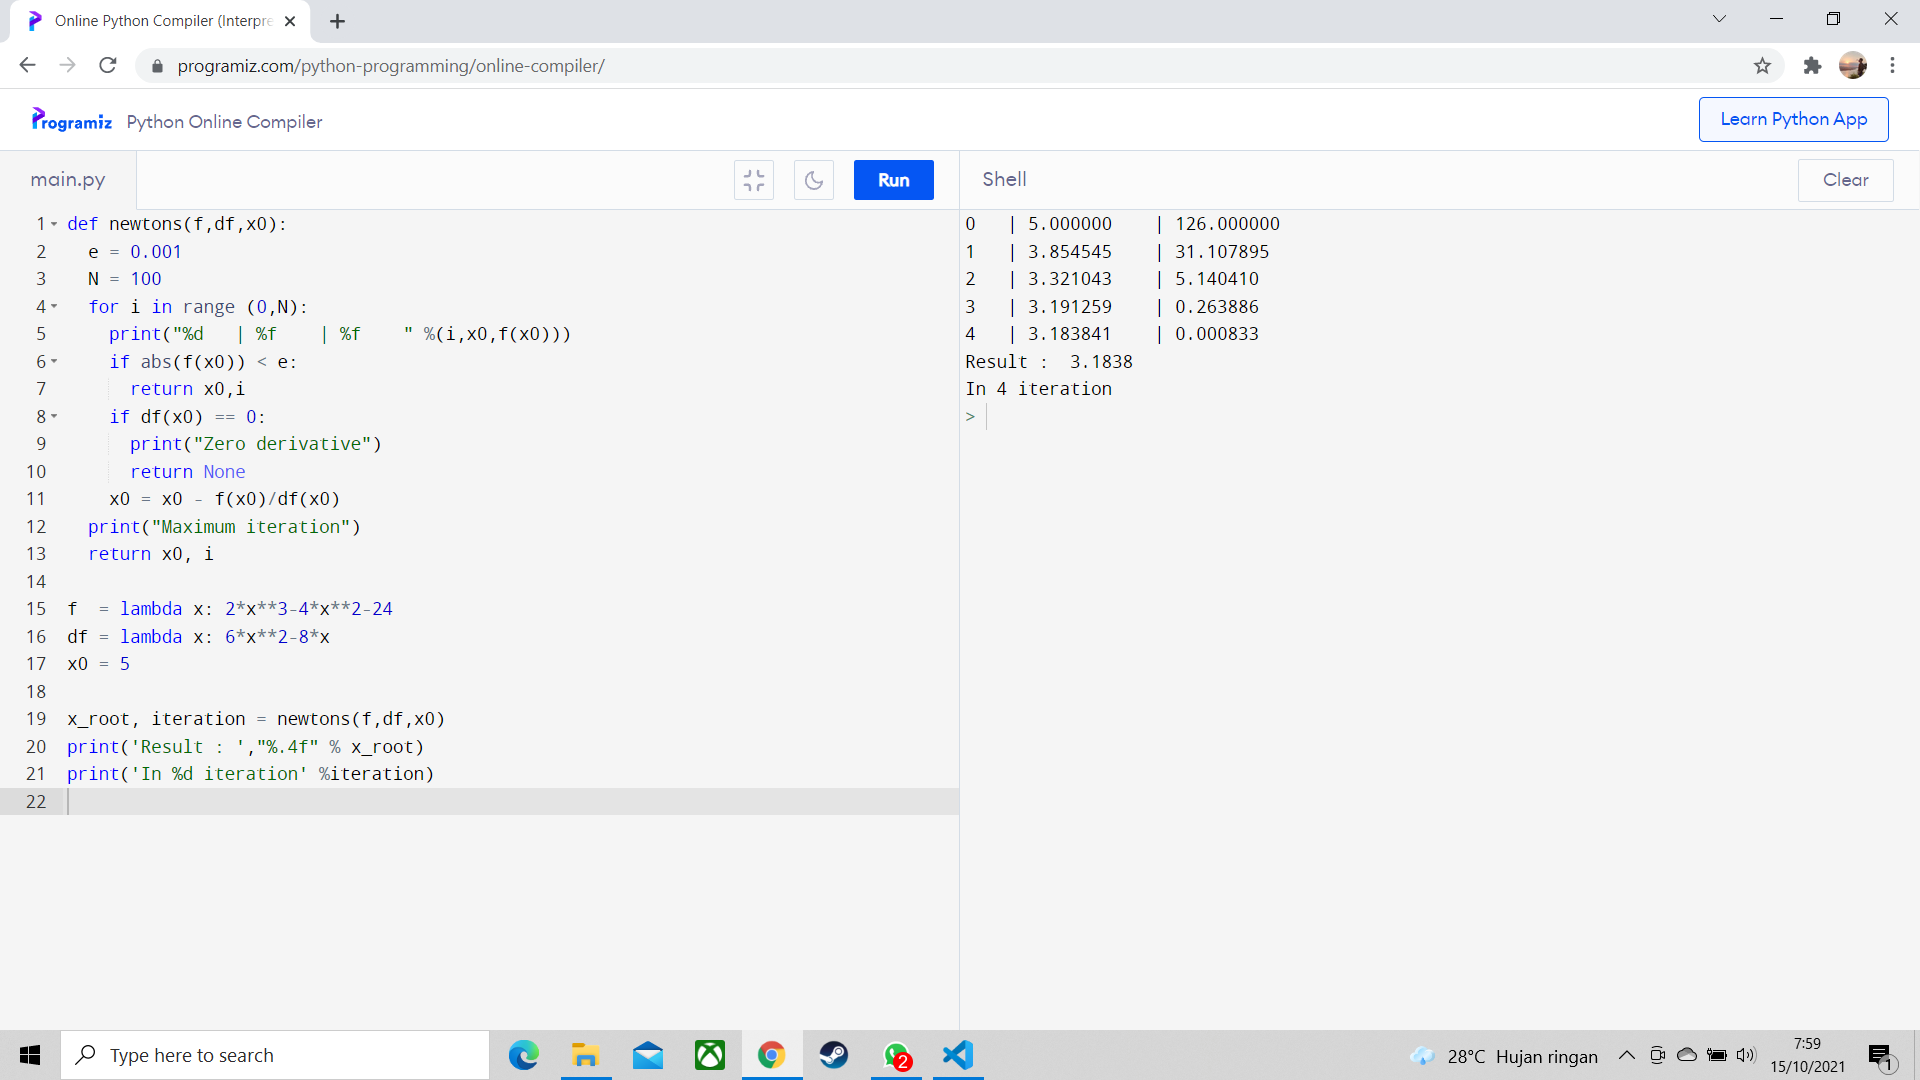 Online Python Compiler (Interpre
programiz.com/python-programming/online-compiler/
Programiz Python Online Compiler
Learn Python App
main.py
Run
Shell
Clear
1 def newtons(f,df,x0):
2   e = 0.001
3   N = 100
4   for i in range (0,N):
5     print("%d   | %f    | %f    " %(i,x0,f(x0)))
6     if abs(f(x0)) < e:
7       return x0,i
8     if df(x0) == 0:
9       print("Zero derivative")
10       return None
11     x0 = x0 - f(x0)/df(x0)
12   print("Maximum iteration")
13   return x0, i
14
15 f  = lambda x: 2*x**3-4*x**2-24
16 df = lambda x: 6*x**2-8*x
17 x0 = 5
18
19 x_root, iteration = newtons(f,df,x0)
20 print('Result : ',"%.4f" % x_root)
21 print('In %d iteration' %iteration)
22
0   | 5.000000    | 126.000000
1   | 3.854545    | 31.107895
2   | 3.321043    | 5.140410
3   | 3.191259    | 0.263886
4   | 3.183841    | 0.000833
Result :  3.1838
In 4 iteration
>
Type here to search
2
28°C Hujan ringan
7:59
15/10/2021
1